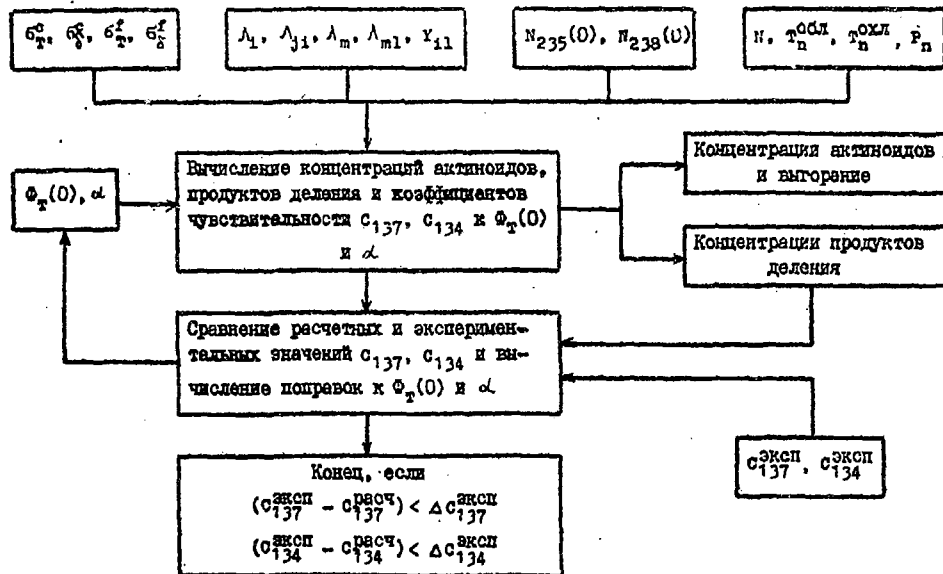 σ_T^c, σ_δ^c, σ_T^f, σ_δ^f
Λ_i, Λ_ji, λ_m, λ_ml, Y_il
N_235(0), N_238(0)
N, T_n^обл, T_n^охл, P_n
Φ_T(0), α
Вычисление концентраций актиноидов,
продуктов деления и коэффициентов
чувствительности C_137, C_134 к Φ_T(0)
и α
Концентрации актиноидов
и выгорание
Концентрации продуктов
деления
Сравнение расчетных и эксперимен-
тальных значений C_137, C_134 и вы-
числение поправок к Φ_T(0) и α
C_137^эксп, C_134^эксп
Конец, если
(C_137^эксп - C_137^расч) < ΔC_137^эксп
(C_134^эксп - C_134^расч) < ΔC_134^эксп